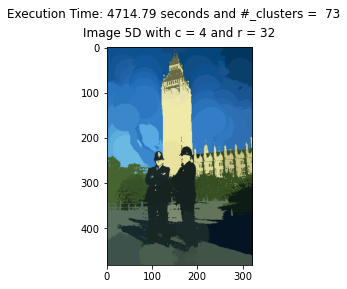 Execution Time: 4714.79 seconds and #_clusters = 73
Image 5D with c = 4 and r = 32
0
100
200
300
400
0 100 200 300